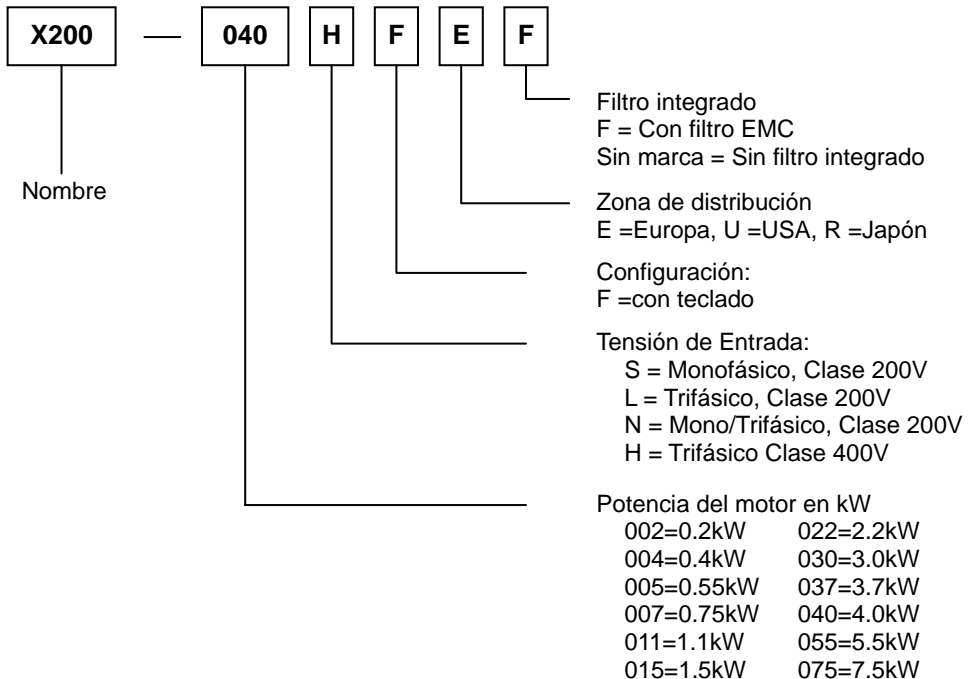 X200 — 040 H F E F
Filtro integrado
F = Con filtro EMC
Sin marca = Sin filtro integrado
Nombre
Zona de distribución
E =Europa, U =USA, R =Japón
Configuración:
F =con teclado
Tensión de Entrada:
S = Monofásico, Clase 200V
L = Trifásico, Clase 200V
N = Mono/Trifásico, Clase 200V
H = Trifásico Clase 400V
Potencia del motor en kW
002=0.2kW 022=2.2kW
004=0.4kW 030=3.0kW
005=0.55kW 037=3.7kW
007=0.75kW 040=4.0kW
011=1.1kW 055=5.5kW
015=1.5kW 075=7.5kW